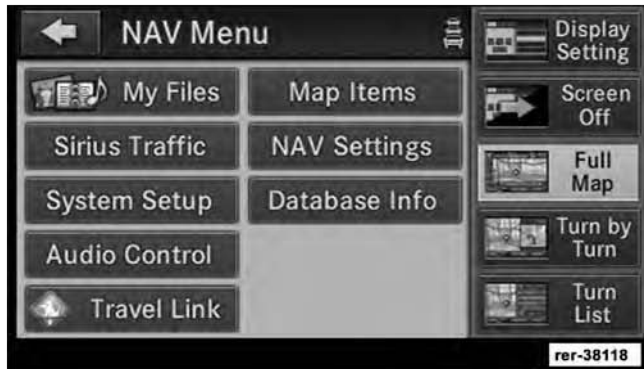 NAV Menu
My Files
Map Items
Sirius Traffic
NAV Settings
System Setup
Database Info
Audio Control
Travel Link
Display
Setting
Screen
Off
Full
Map
Turn by
Turn
Turn
List
rer-38118